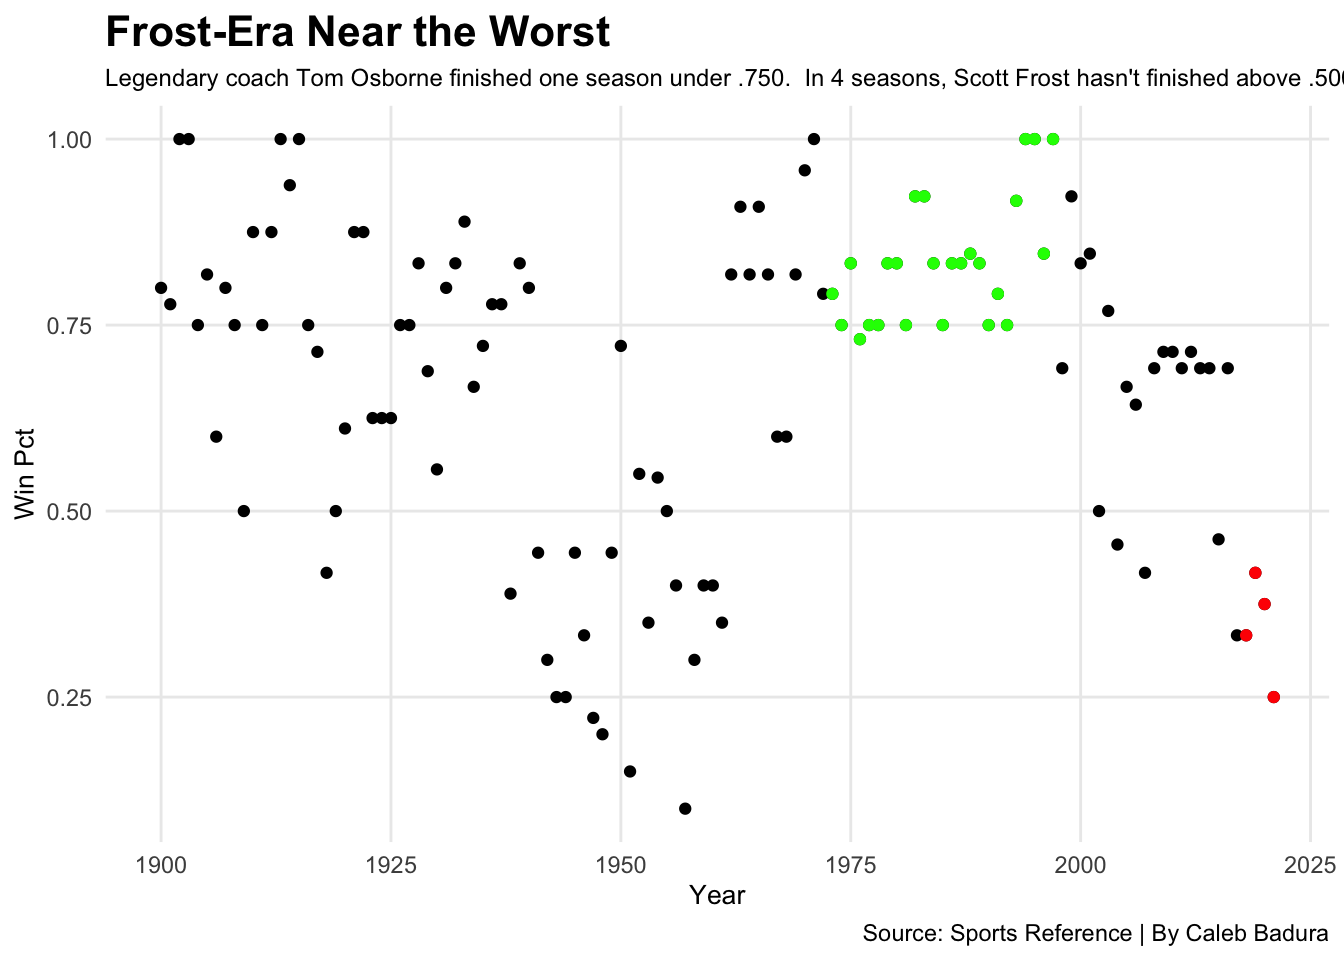 Frost-Era Near the Worst
Legendary coach Tom Osborne finished one season under .750.  In 4 seasons, Scott Frost hasn't finished above .50
1.00
0.75
0.50
0.25
Win Pct
1900 1925 1950 1975 2000 2025
Year
Source: Sports Reference | By Caleb Badura